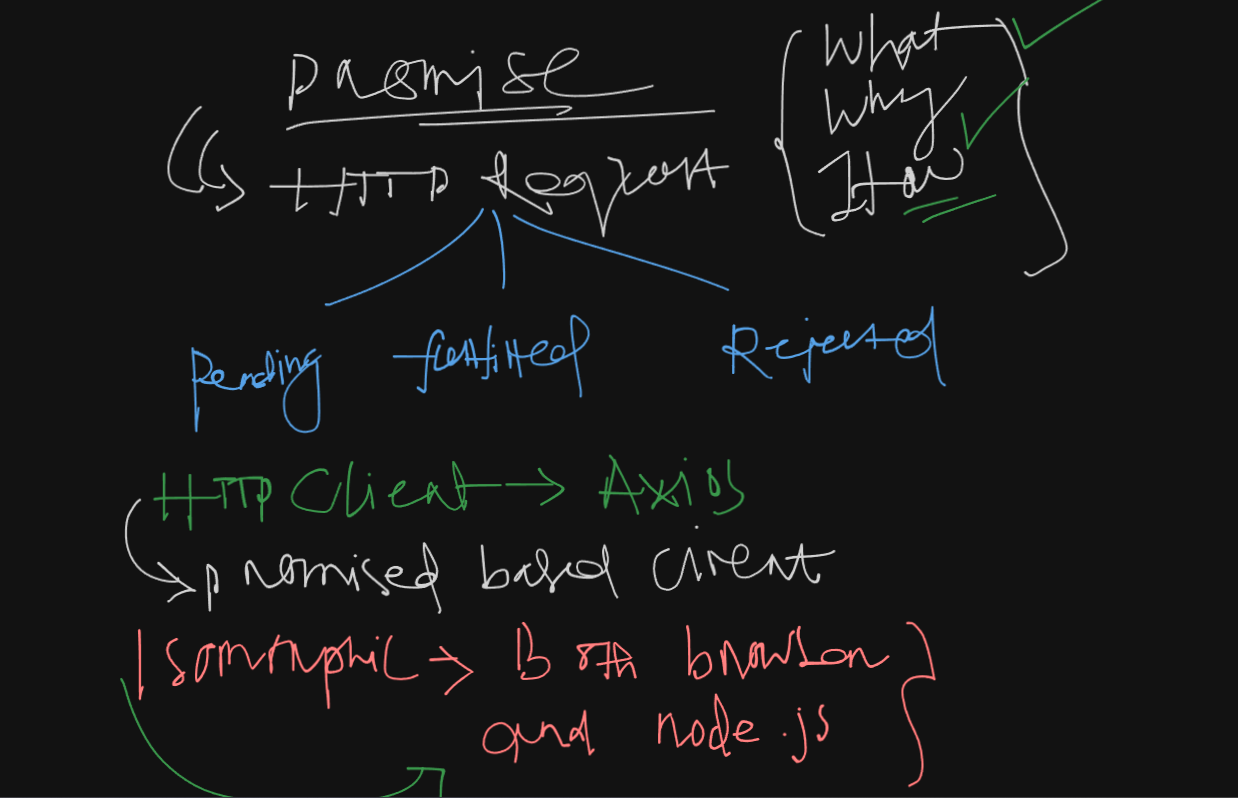 promise
What
Why
How
HTTP Request
Pending fullfilled Rejected
HTTP Client → Axios
promised based client
Isomorphic → Both browser
and node.js